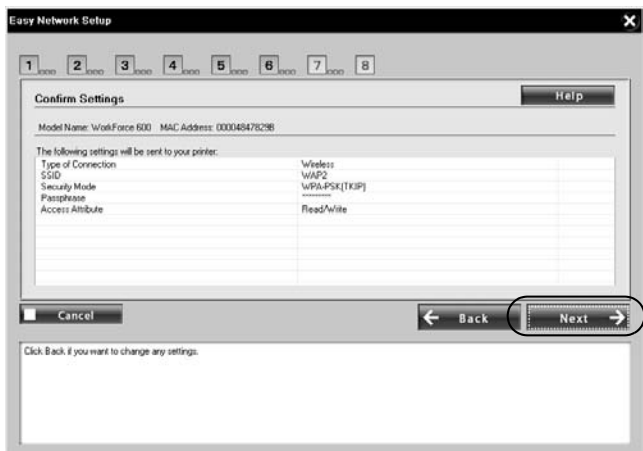 Easy Network Setup
1 2 3 4 5 6 7 8
Confirm Settings Help
Model Name: WorkForce 600 MAC Address: 00004847829B
The following settings will be sent to your printer:
Type of Connection Wireless
SSID WAP2
Security Mode WPA-PSK(TKIP)
Passphrase *********
Access Attribute Read/Write
Cancel Back Next
Click Back if you want to change any settings.